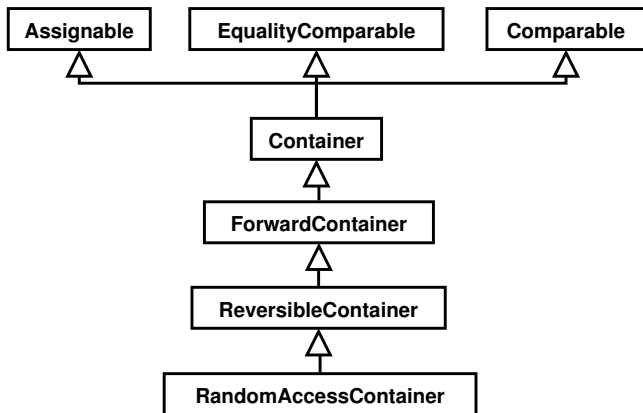 Assignable
EqualityComparable
Comparable
Container
ForwardContainer
ReversibleContainer
RandomAccessContainer